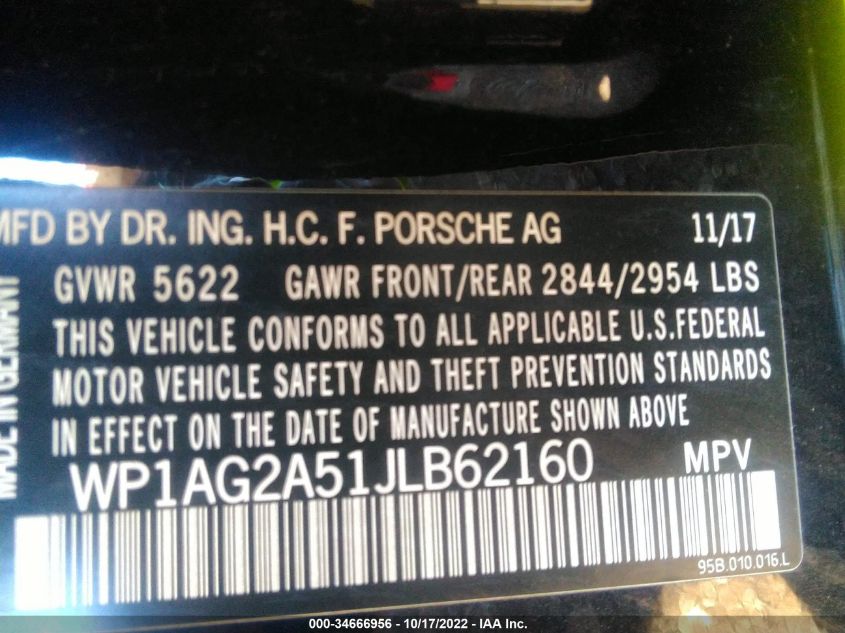 MFD BY DR. ING. H.C. F. PORSCHE AG 11/17
GVWR 5622 GAWR FRONT/REAR 2844/2954 LBS
THIS VEHICLE CONFORMS TO ALL APPLICABLE U.S.FEDERAL
MOTOR VEHICLE SAFETY AND THEFT PREVENTION STANDARDS
IN EFFECT ON THE DATE OF MANUFACTURE SHOWN ABOVE
WP1AG2A51JLB62160 MPV
95B.010.016.L
MADE IN GERMANY
000-34666956 - 10/17/2022 - IAA Inc.